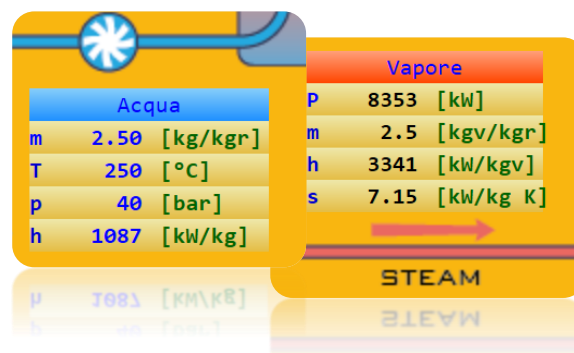 Acqua
m 2.50 [kg/kgr]
T 250 [°C]
p 40 [bar]
h 1087 [kW/kg]
Vapore
P 8353 [kW]
m 2.5 [kgv/kgr]
h 3341 [kW/kgv]
s 7.15 [kW/kg K]
STEAM